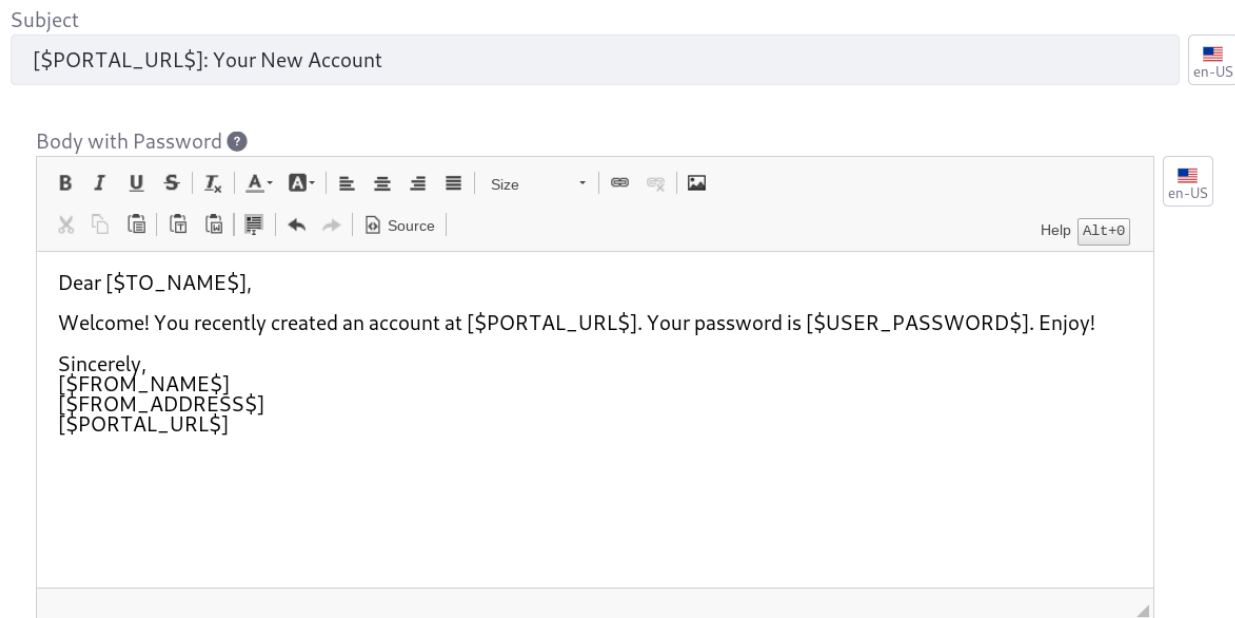 Subject
[$PORTAL_URL$]: Your New Account
en-US
Body with Password ?
B I U S Tx A A Size
en-US
Source
Help Alt+0
Dear [$TO_NAME$],
Welcome! You recently created an account at [$PORTAL_URL$]. Your password is [$USER_PASSWORD$]. Enjoy!
Sincerely,
[$FROM_NAME$]
[$FROM_ADDRESS$]
[$PORTAL_URL$]